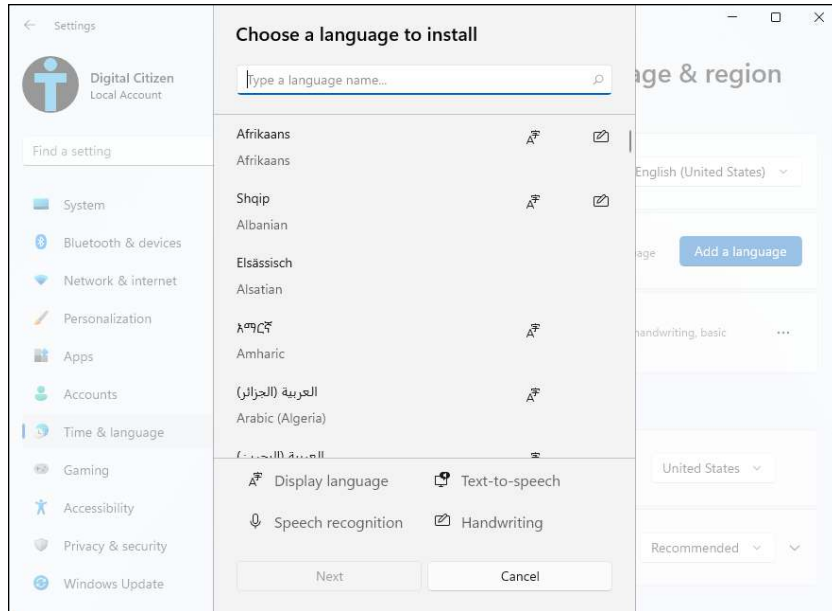 Settings
Digital Citizen
Local Account
Find a setting
System
Bluetooth & devices
Network & internet
Personalization
Apps
Accounts
Time & language
Gaming
Accessibility
Privacy & security
Windows Update
Choose a language to install
Type a language name...
Afrikaans
Afrikaans
Shqip
Albanian
Elsässisch
Alsatian
አማርኛ
Amharic
العربية (الجزائر)
Arabic (Algeria)
Display language
Text-to-speech
Speech recognition
Handwriting
Next
Cancel
& region
English (United States)
Add a language
handwriting, basic
United States
Recommended